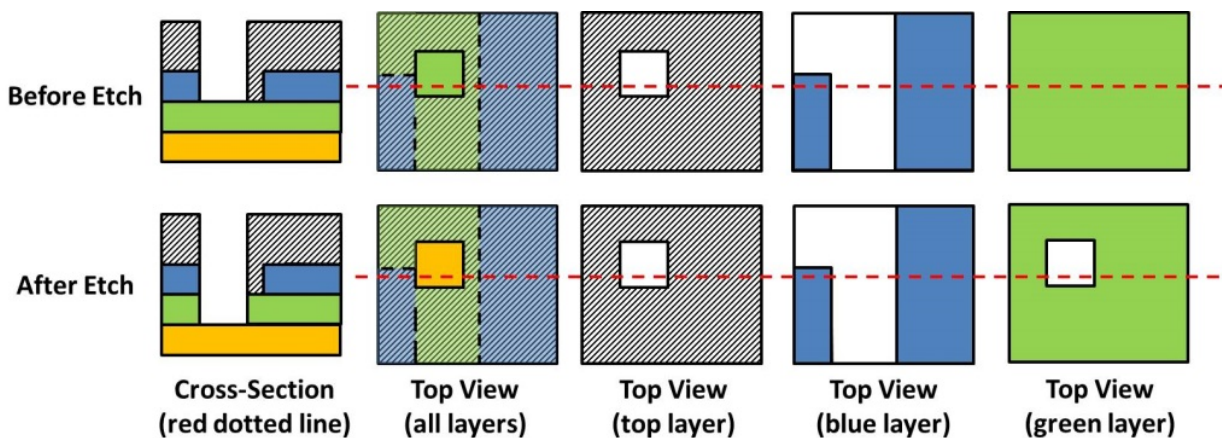 Before Etch
After Etch
Cross-Section
(red dotted line)
Top View
(all layers)
Top View
(top layer)
Top View
(blue layer)
Top View
(green layer)